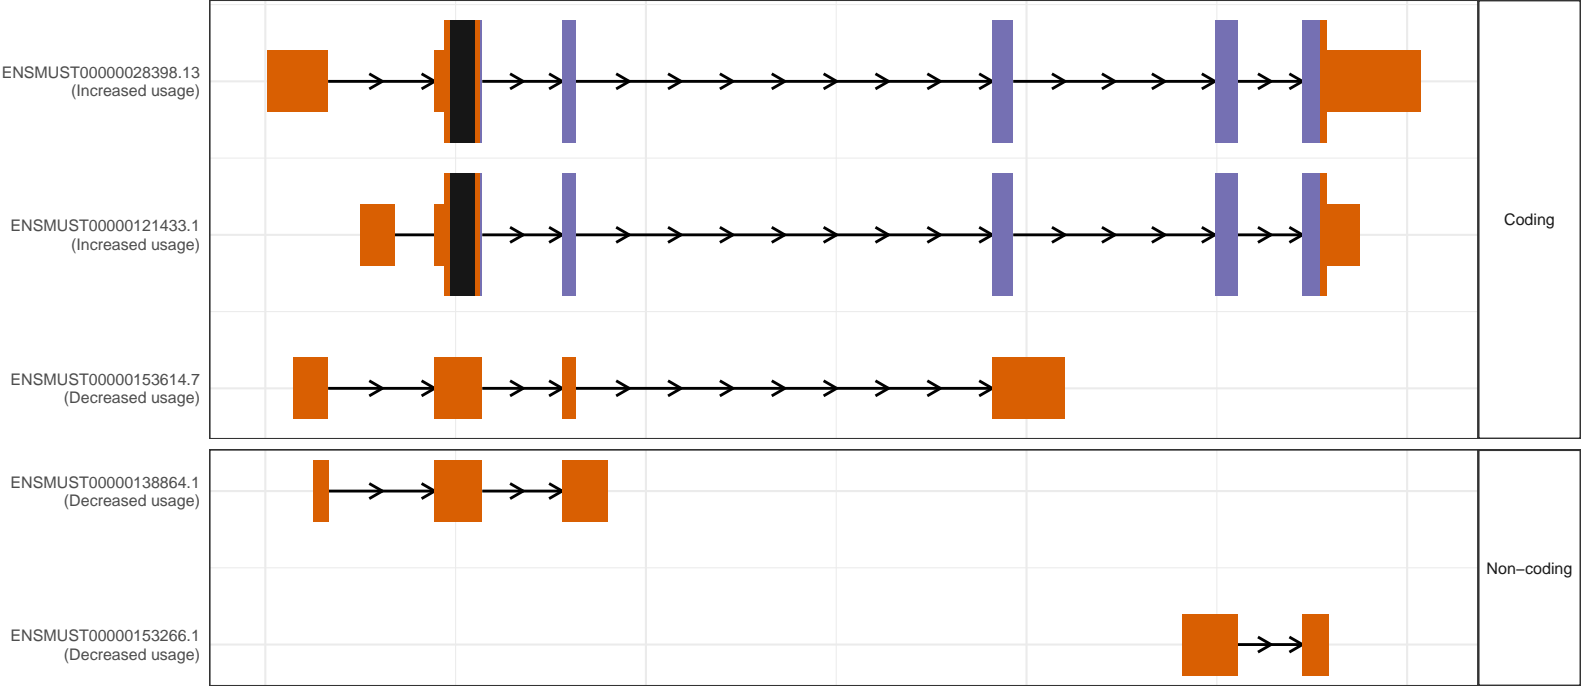 ENSMUST00000028398.13
(Increased usage)
ENSMUST00000121433.1
(Increased usage)
Coding
ENSMUST00000153614.7
(Decreased usage)
ENSMUST00000138864.1
(Decreased usage)
Non−coding
ENSMUST00000153266.1
(Decreased usage)